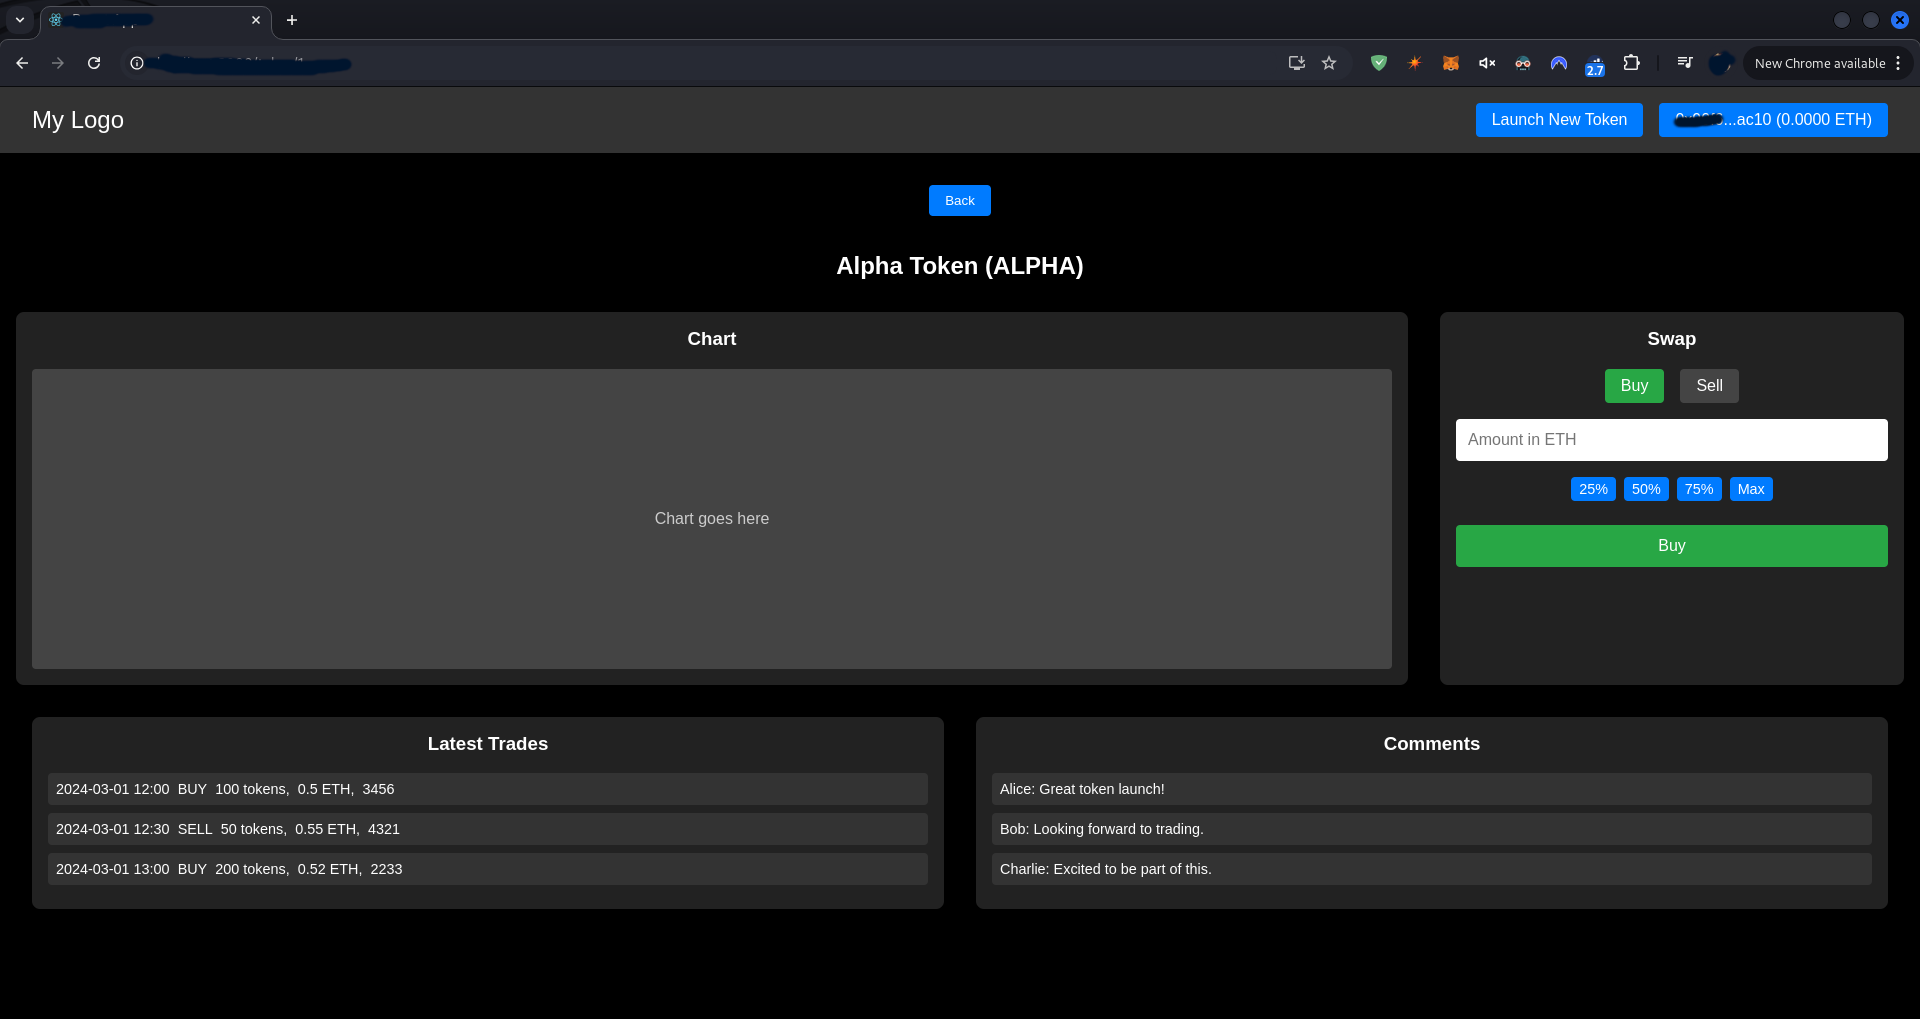 New Chrome available
2.7
My Logo
Launch New Token
...ac10 (0.0000 ETH)
Back
Alpha Token (ALPHA)
Chart
Chart goes here
Swap
Buy
Sell
Amount in ETH
25%
50%
75%
Max
Buy
Latest Trades
2024-03-01 12:00 BUY 100 tokens, 0.5 ETH, 3456
2024-03-01 12:30 SELL 50 tokens, 0.55 ETH, 4321
2024-03-01 13:00 BUY 200 tokens, 0.52 ETH, 2233
Comments
Alice: Great token launch!
Bob: Looking forward to trading.
Charlie: Excited to be part of this.